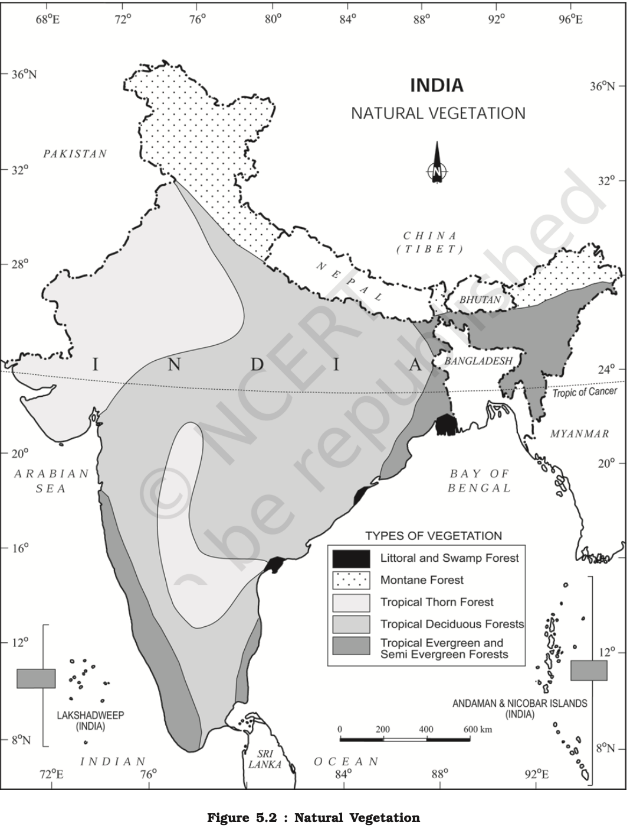 68°E 72° 76° 80° 84° 88° 92° 96°E
INDIA
NATURAL VEGETATION
36°N 36°N
N
PAKISTAN
32° 32°
CHINA
(TIBET)
NEPAL
28° 28°
BHUTAN
INDIA
BANGLADESH
24° 24°
Tropic of Cancer
MYANMAR
20° 20°
ARABIAN
SEA
BAY OF
BENGAL
© NCERT
be republished
16°
TYPES OF VEGETATION
Littoral and Swamp Forest
Montane Forest
Tropical Thorn Forest
Tropical Deciduous Forests
Tropical Evergreen and
Semi Evergreen Forests
12° 12°
LAKSHADWEEP
(INDIA)
ANDAMAN & NICOBAR ISLANDS
(INDIA)
0 200 400 600 km
8°N 8°N
SRI
LANKA
INDIAN OCEAN
72°E 76° 84° 88° 92°E
Figure 5.2 : Natural Vegetation